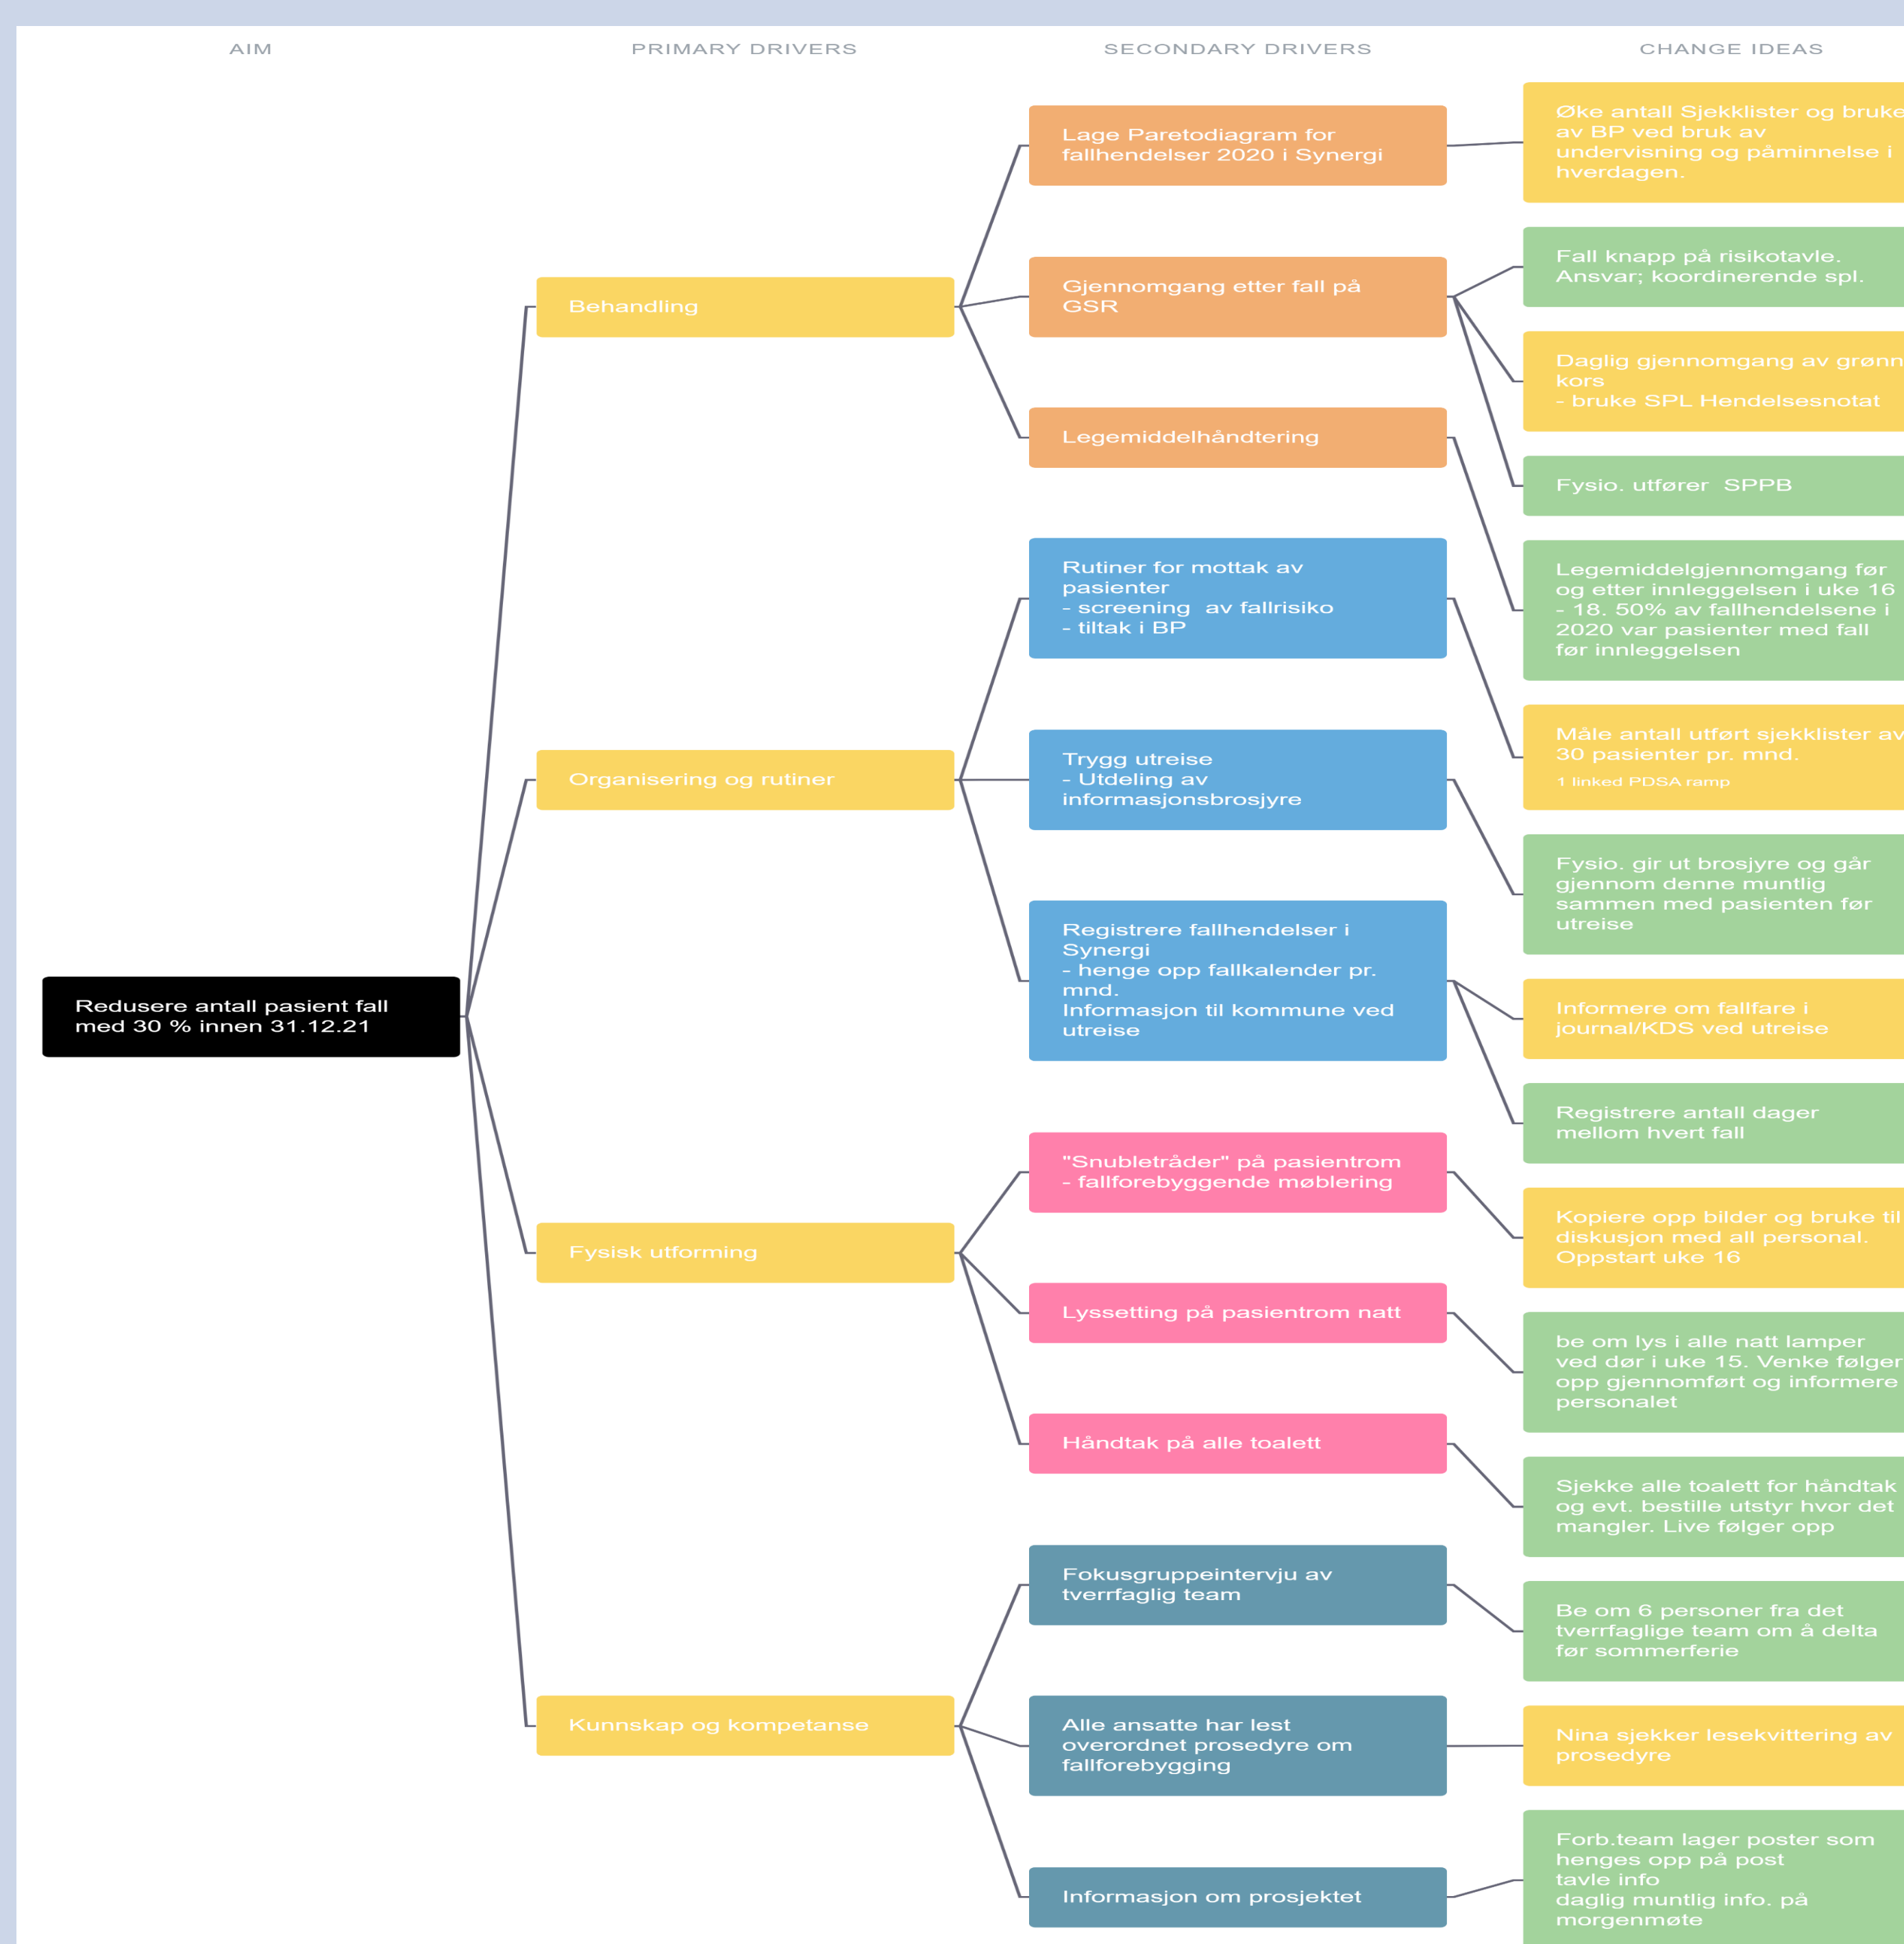 AIM
PRIMARY DRIVERS
SECONDARY DRIVERS
CHANGE IDEAS
Redusere antall pasient fall
med 30 % innen 31.12.21
Behandling
Organisering og rutiner
Fysisk utforming
Kunnskap og kompetanse
Lage Paretodiagram for
fallhendelser 2020 i Synergi
Gjennomgang etter fall på
GSR
Legemiddelhåndtering
Rutiner for mottak av
pasienter
- screening  av fallrisiko
- tiltak i BP
Trygg utreise
- Utdeling av
informasjonsbrosjyre
Registrere fallhendelser i
Synergi
- henge opp fallkalender pr.
mnd.
Informasjon til kommune ved
utreise
"Snubletråder" på pasientrom
- fallforebyggende møblering
Lyssetting på pasientrom natt
Håndtak på alle toalett
Fokusgruppeintervju av
tverrfaglig team
Alle ansatte har lest
overordnet prosedyre om
fallforebygging
Informasjon om prosjektet
Øke antall Sjekklister og bruke
av BP ved bruk av
undervisning og påminnelse i
hverdagen.
Fall knapp på risikotavle.
Ansvar; koordinerende spl.
Daglig gjennomgang av grønn
kors
- bruke SPL Hendelsesnotat
Fysio. utfører  SPPB
Legemiddelgjennomgang før
og etter innleggelsen i uke 16
- 18. 50% av fallhendelsene i
2020 var pasienter med fall
før innleggelsen
Måle antall utført sjekklister av
30 pasienter pr. mnd.
1 linked PDSA ramp
Fysio. gir ut brosjyre og går
gjennom denne muntlig
sammen med pasienten før
utreise
Informere om fallfare i
journal/KDS ved utreise
Registrere antall dager
mellom hvert fall
Kopiere opp bilder og bruke til
diskusjon med all personal.
Oppstart uke 16
be om lys i alle natt lamper
ved dør i uke 15. Venke følger
opp gjennomført og informere
personalet
Sjekke alle toalett for håndtak
og evt. bestille utstyr hvor det
mangler. Live følger opp
Be om 6 personer fra det
tverrfaglige team om å delta
før sommerferie
Nina sjekker lesekvittering av
prosedyre
Forb.team lager poster som
henges opp på post
tavle info
daglig muntlig info. på
morgenmøte